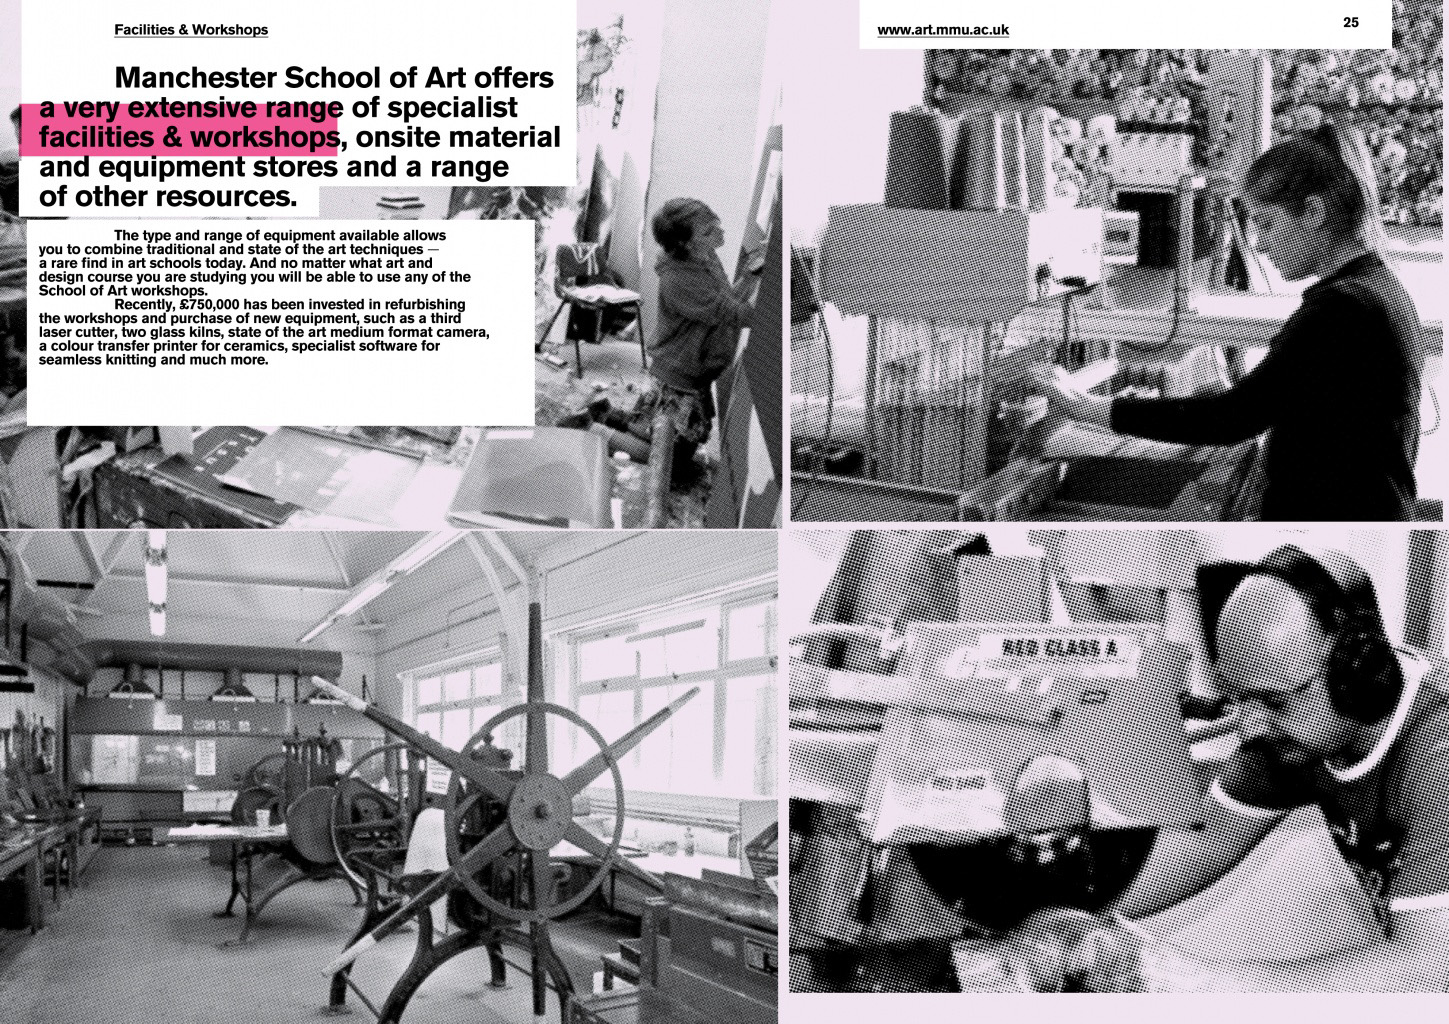 Facilities & Workshops
www.art.mmu.ac.uk
25
Manchester School of Art offers
a very extensive range of specialist
facilities & workshops, onsite material
and equipment stores and a range
of other resources.
The type and range of equipment available allows
you to combine traditional and state of the art techniques —
a rare find in art schools today. And no matter what art and
design course you are studying you will be able to use any of the
School of Art workshops.
Recently, £750,000 has been invested in refurbishing
the workshops and purchase of new equipment, such as a third
laser cutter, two glass kilns, state of the art medium format camera,
a colour transfer printer for ceramics, specialist software for
seamless knitting and much more.
RED CLASS A